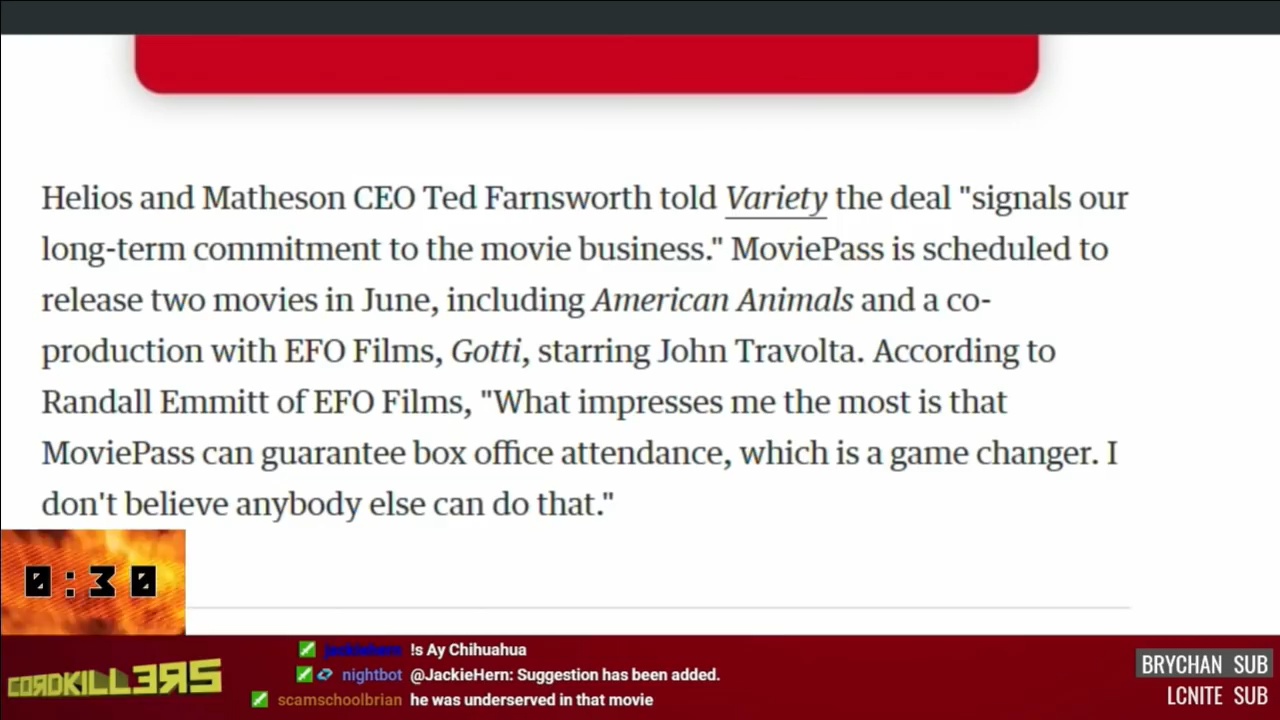 Helios and Matheson CEO Ted Farnsworth told Variety the deal "signals our
long-term commitment to the movie business." MoviePass is scheduled to
release two movies in June, including American Animals and a co-
production with EFO Films, Gotti, starring John Travolta. According to
Randall Emmitt of EFO Films, "What impresses me the most is that
MoviePass can guarantee box office attendance, which is a game changer. I
don't believe anybody else can do that."
0:30
jackiehern !s Ay Chihuahua
nightbot @JackieHern: Suggestion has been added.
scamschoolbrian he was underserved in that movie
CORDKILLERS
BRYCHAN SUB
LCNITE SUB